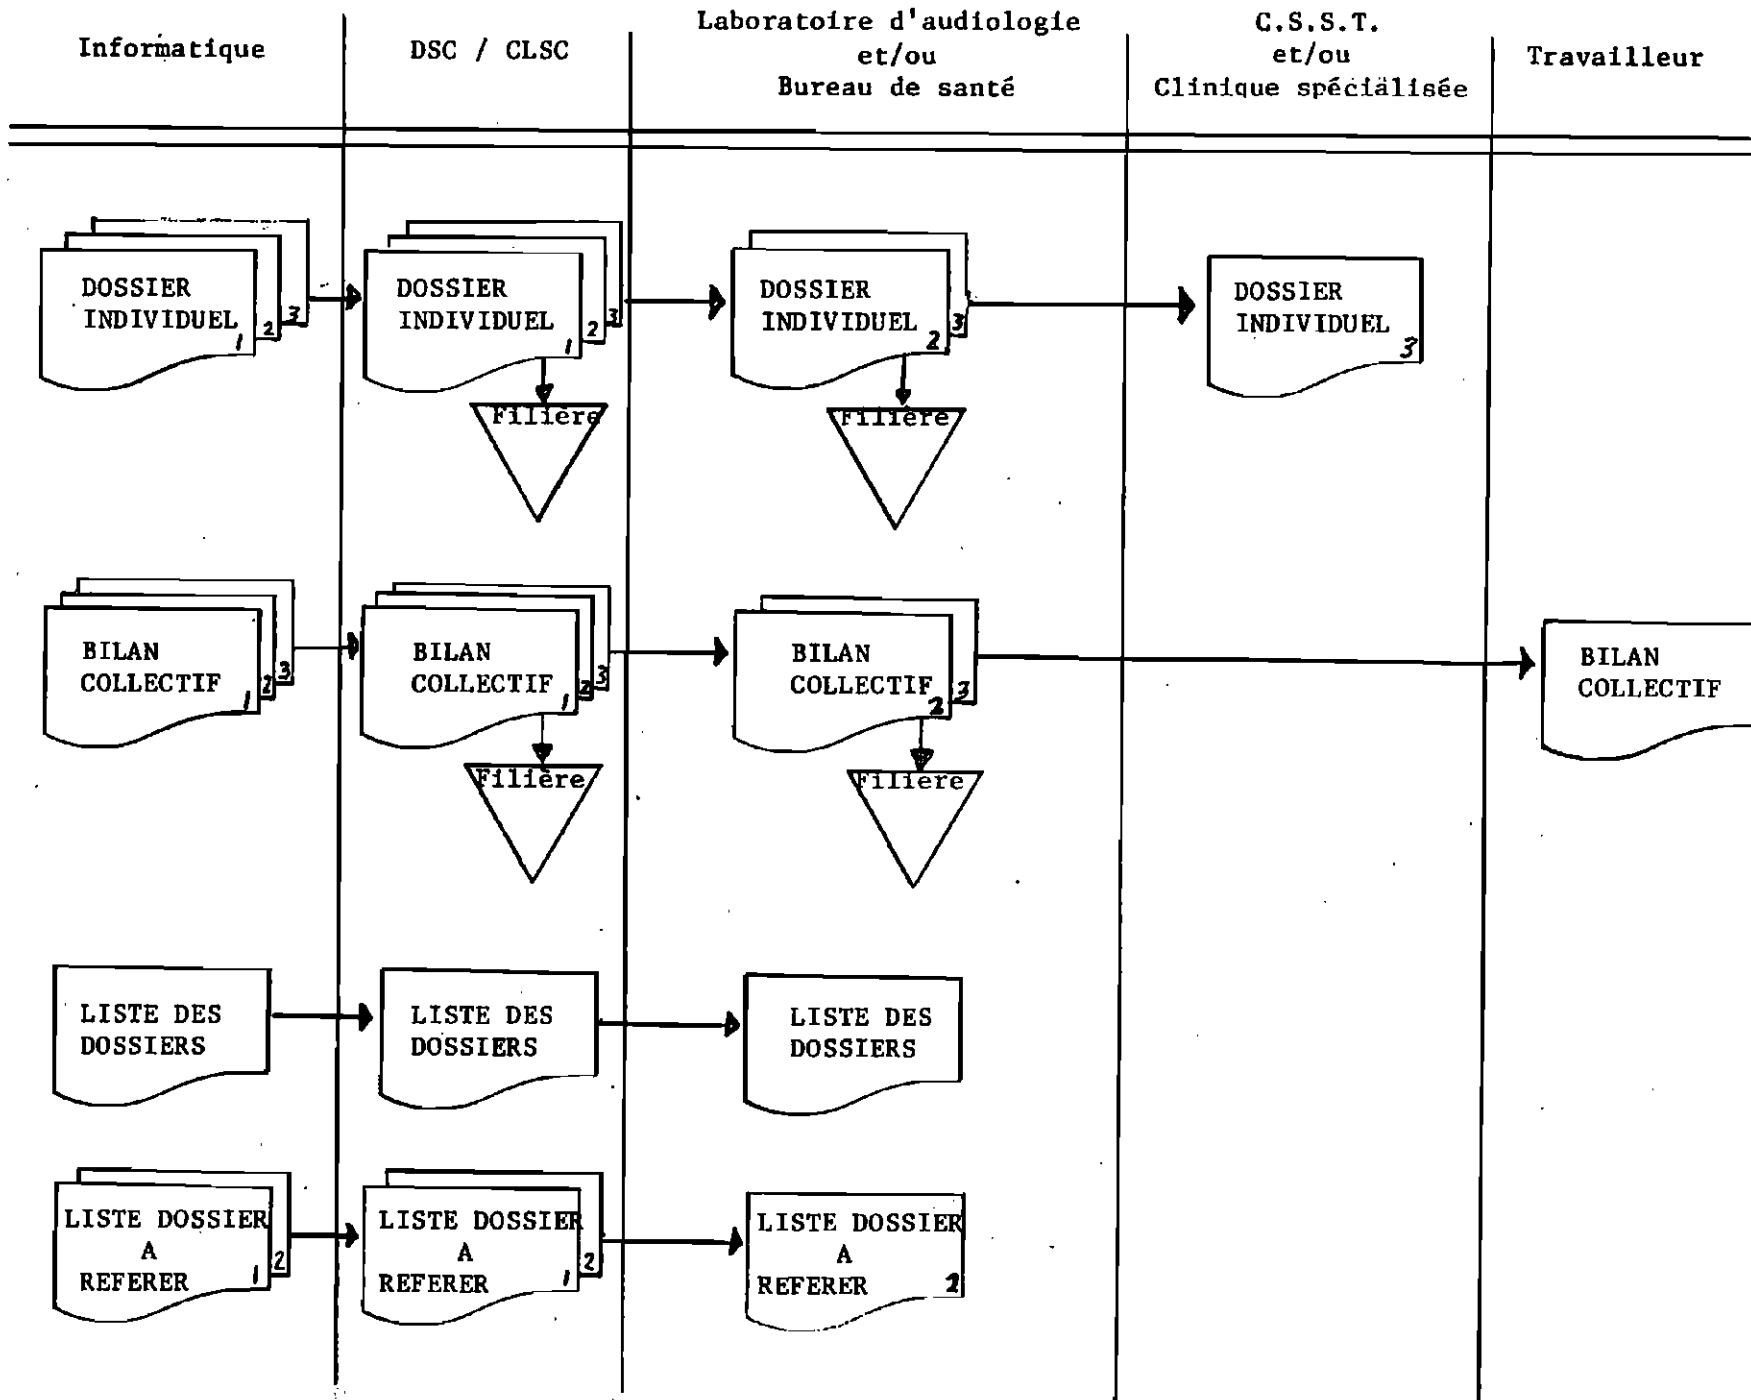 Informatique
DSC / CLSC
Laboratoire d'audiologie
et/ou
Bureau de santé
C.S.S.T.
et/ou
Clinique spécialisée
Travailleur
DOSSIER
INDIVIDUEL
1
2
3
DOSSIER
INDIVIDUEL
1
2
3
DOSSIER
INDIVIDUEL
2
3
DOSSIER
INDIVIDUEL
3
Filière
Filière
BILAN
COLLECTIF
1
2
3
BILAN
COLLECTIF
1
2
3
BILAN
COLLECTIF
2
3
BILAN
COLLECTIF
Filière
Filière
LISTE DES
DOSSIERS
LISTE DES
DOSSIERS
LISTE DES
DOSSIERS
LISTE DOSSIER
A
REFERER
1
2
LISTE DOSSIER
A
REFERER
1
2
LISTE DOSSIER
A
REFERER
2